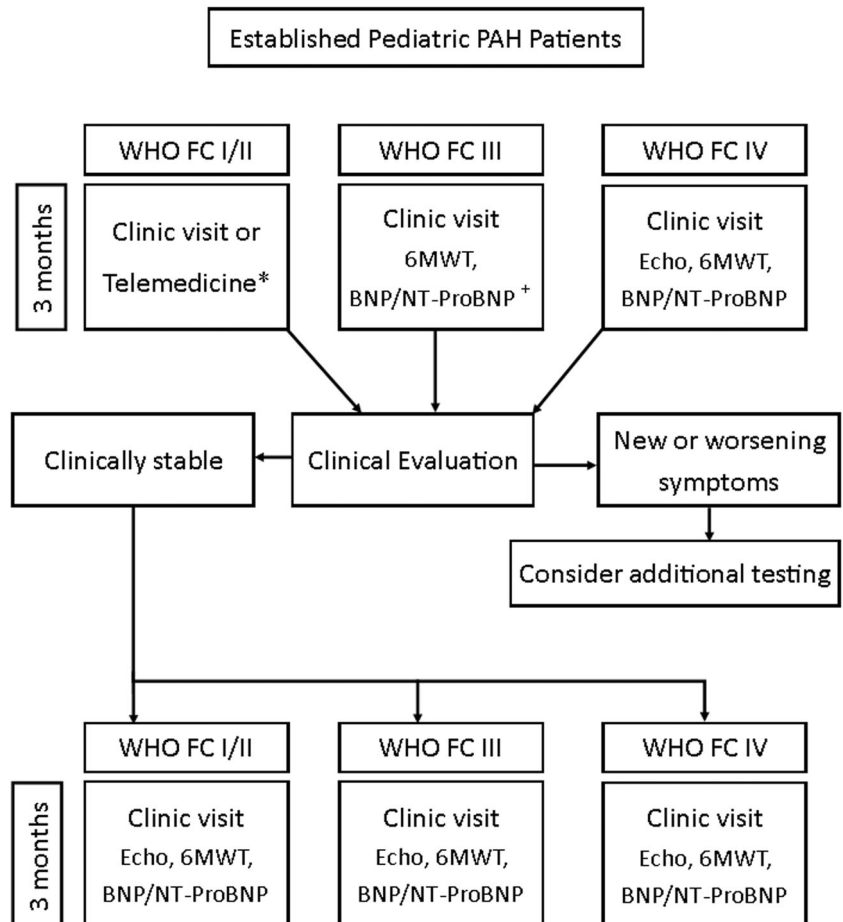 Established Pediatric PAH Patients
WHO FC I/II
WHO FC III
WHO FC IV
3 months
Clinic visit or
Telemedicine*
Clinic visit
6MWT,
BNP/NT-ProBNP +
Clinic visit
Echo, 6MWT,
BNP/NT-ProBNP
Clinically stable
Clinical Evaluation
New or worsening
symptoms
Consider additional testing
WHO FC I/II
WHO FC III
WHO FC IV
3 months
Clinic visit
Echo, 6MWT,
BNP/NT-ProBNP
Clinic visit
Echo, 6MWT,
BNP/NT-ProBNP
Clinic visit
Echo, 6MWT,
BNP/NT-ProBNP